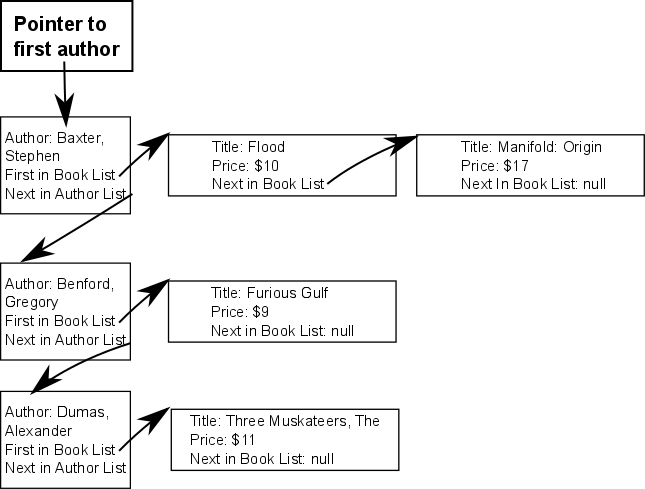 Pointer to
first author
Author: Baxter,
Stephen
First in Book List
Next in Author List
Title: Flood
Price: $10
Next in Book List
Title: Manifold: Origin
Price: $17
Next In Book List: null
Author: Benford,
Gregory
First in Book List
Next in Author List
Title: Furious Gulf
Price: $9
Next in Book List: null
Author: Dumas,
Alexander
First in Book List
Next in Author List
Title: Three Muskateers, The
Price: $11
Next in Book List: null